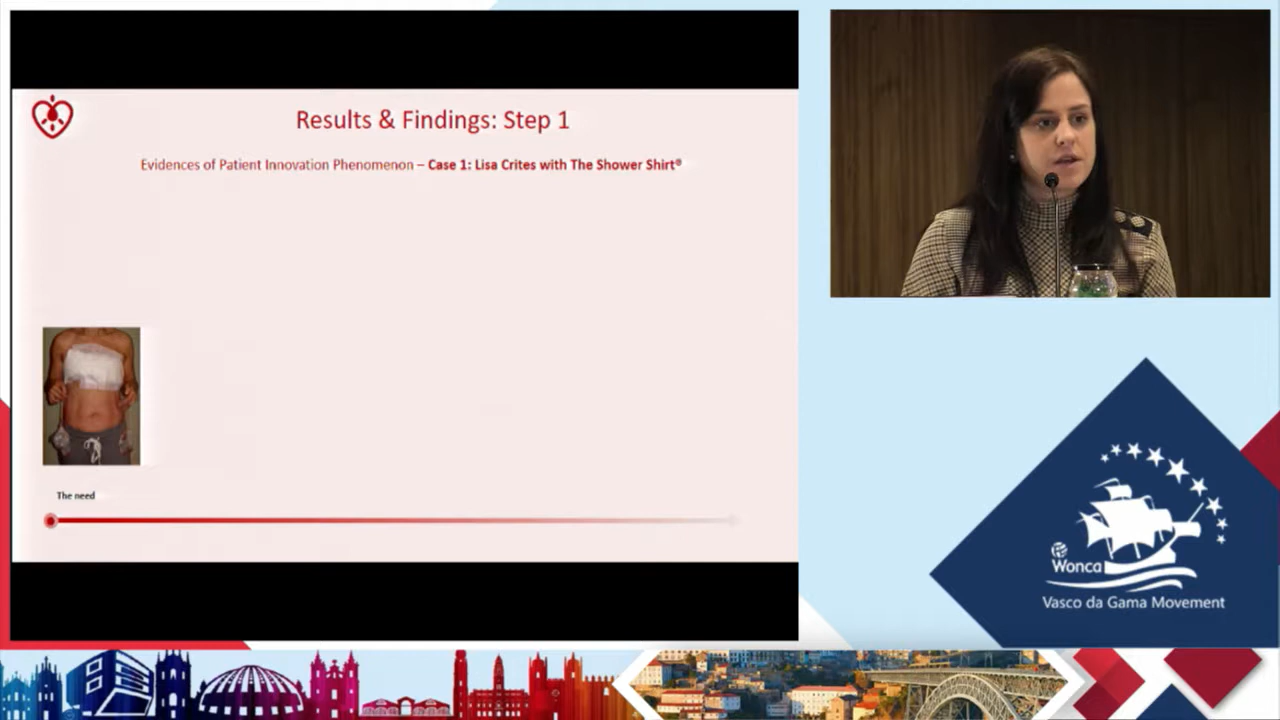 Results & Findings: Step 1
Evidences of Patient Innovation Phenomenon – Case 1: Lisa Crites with The Shower Shirt®
The need
Wonca
Vasco da Gama Movement